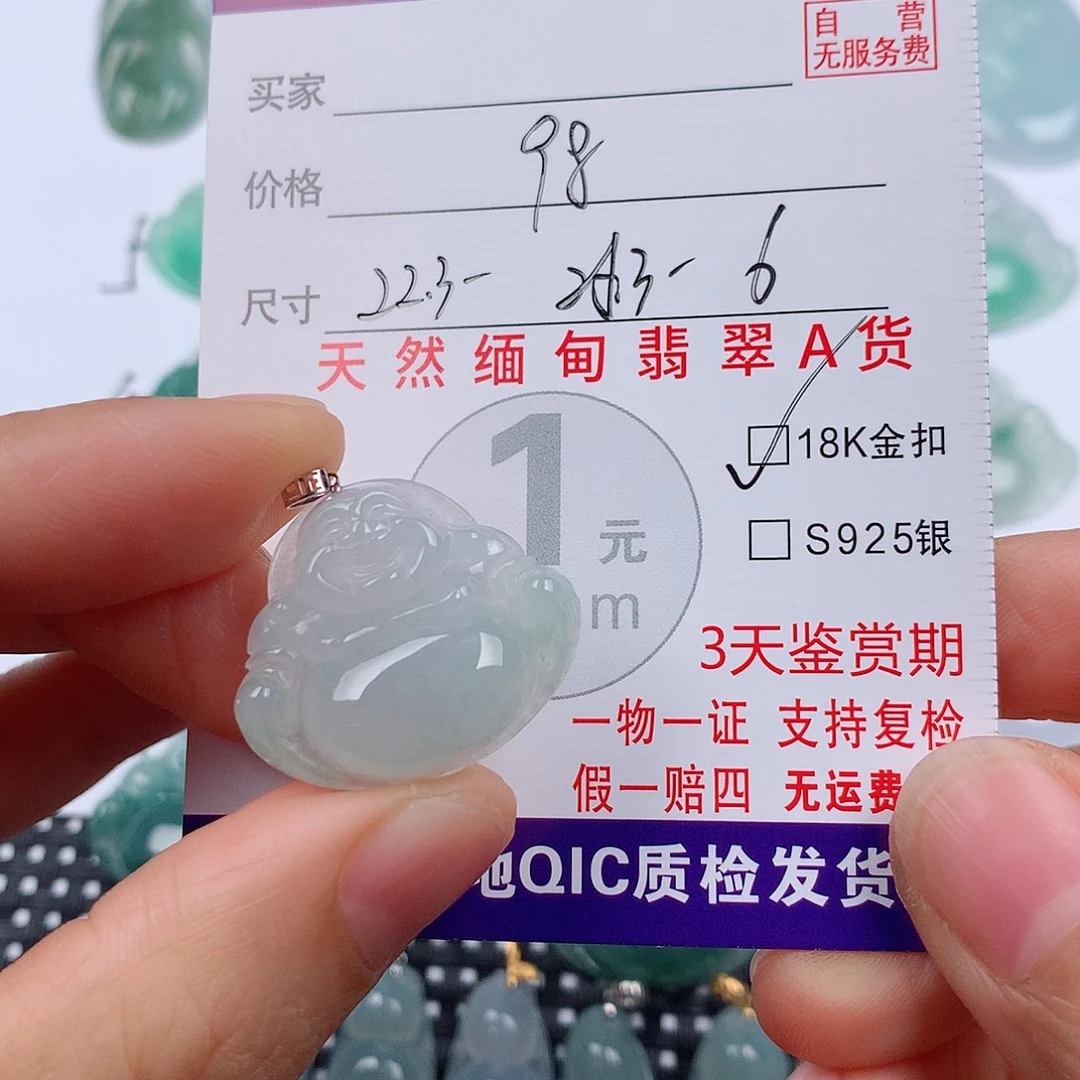 自 营
无服务费
买家
价格 98
尺寸 22.3- -6
天然缅甸翡翠A货
1
元
m
18K金扣
S925银
3天鉴赏期
一物一证 支持复检
假一赔四 无运费
地QIC质检发货